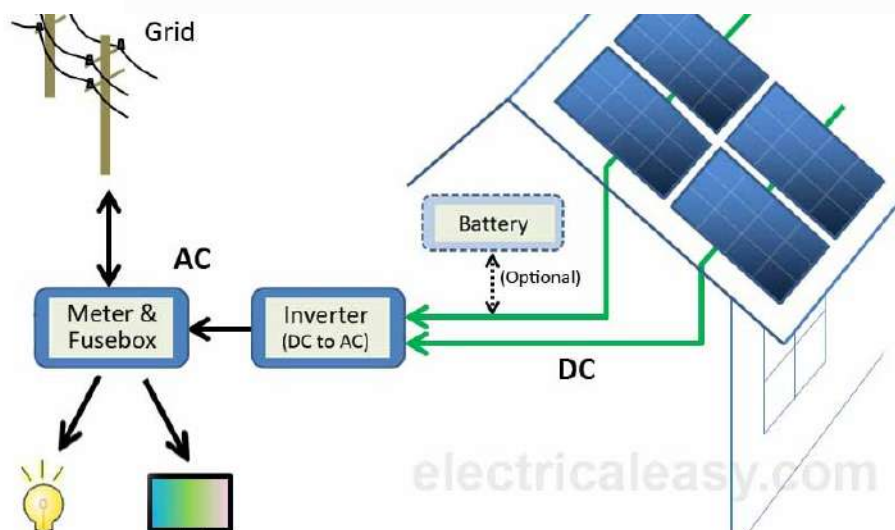 Grid
Battery
(Optional)
AC
Meter &
Fusebox
Inverter
(DC to AC)
DC
electricaleasy.com